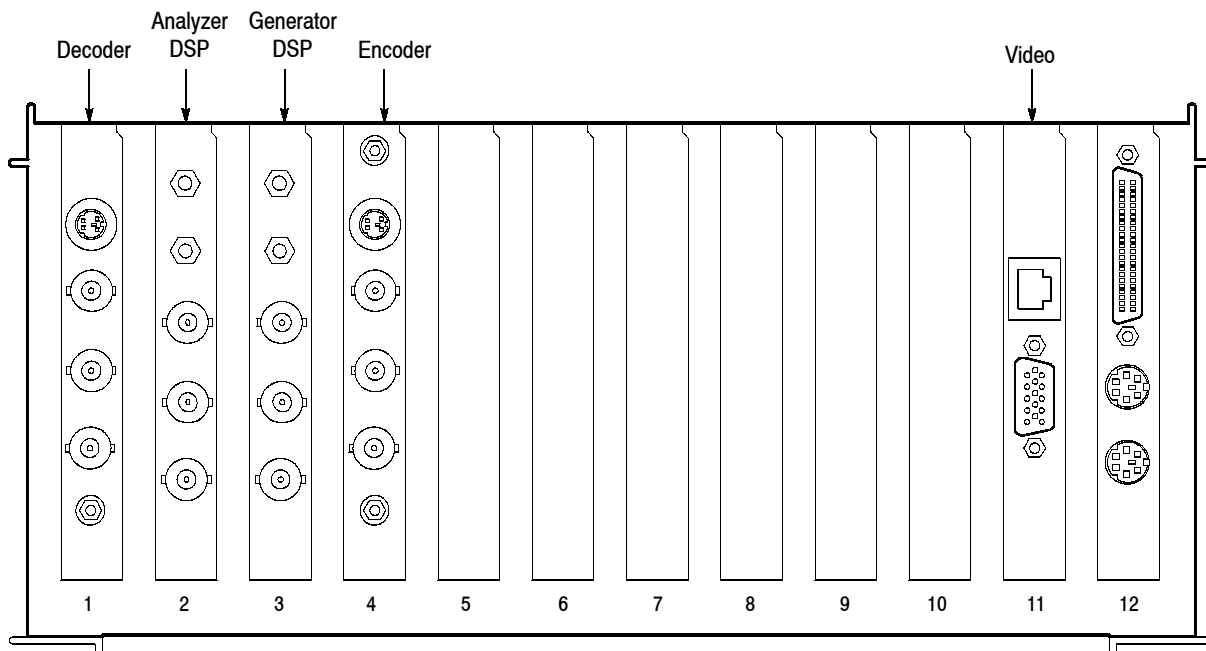 Analyzer Generator
Decoder DSP DSP Encoder Video
1 2 3 4 5 6 7 8 9 10 11 12